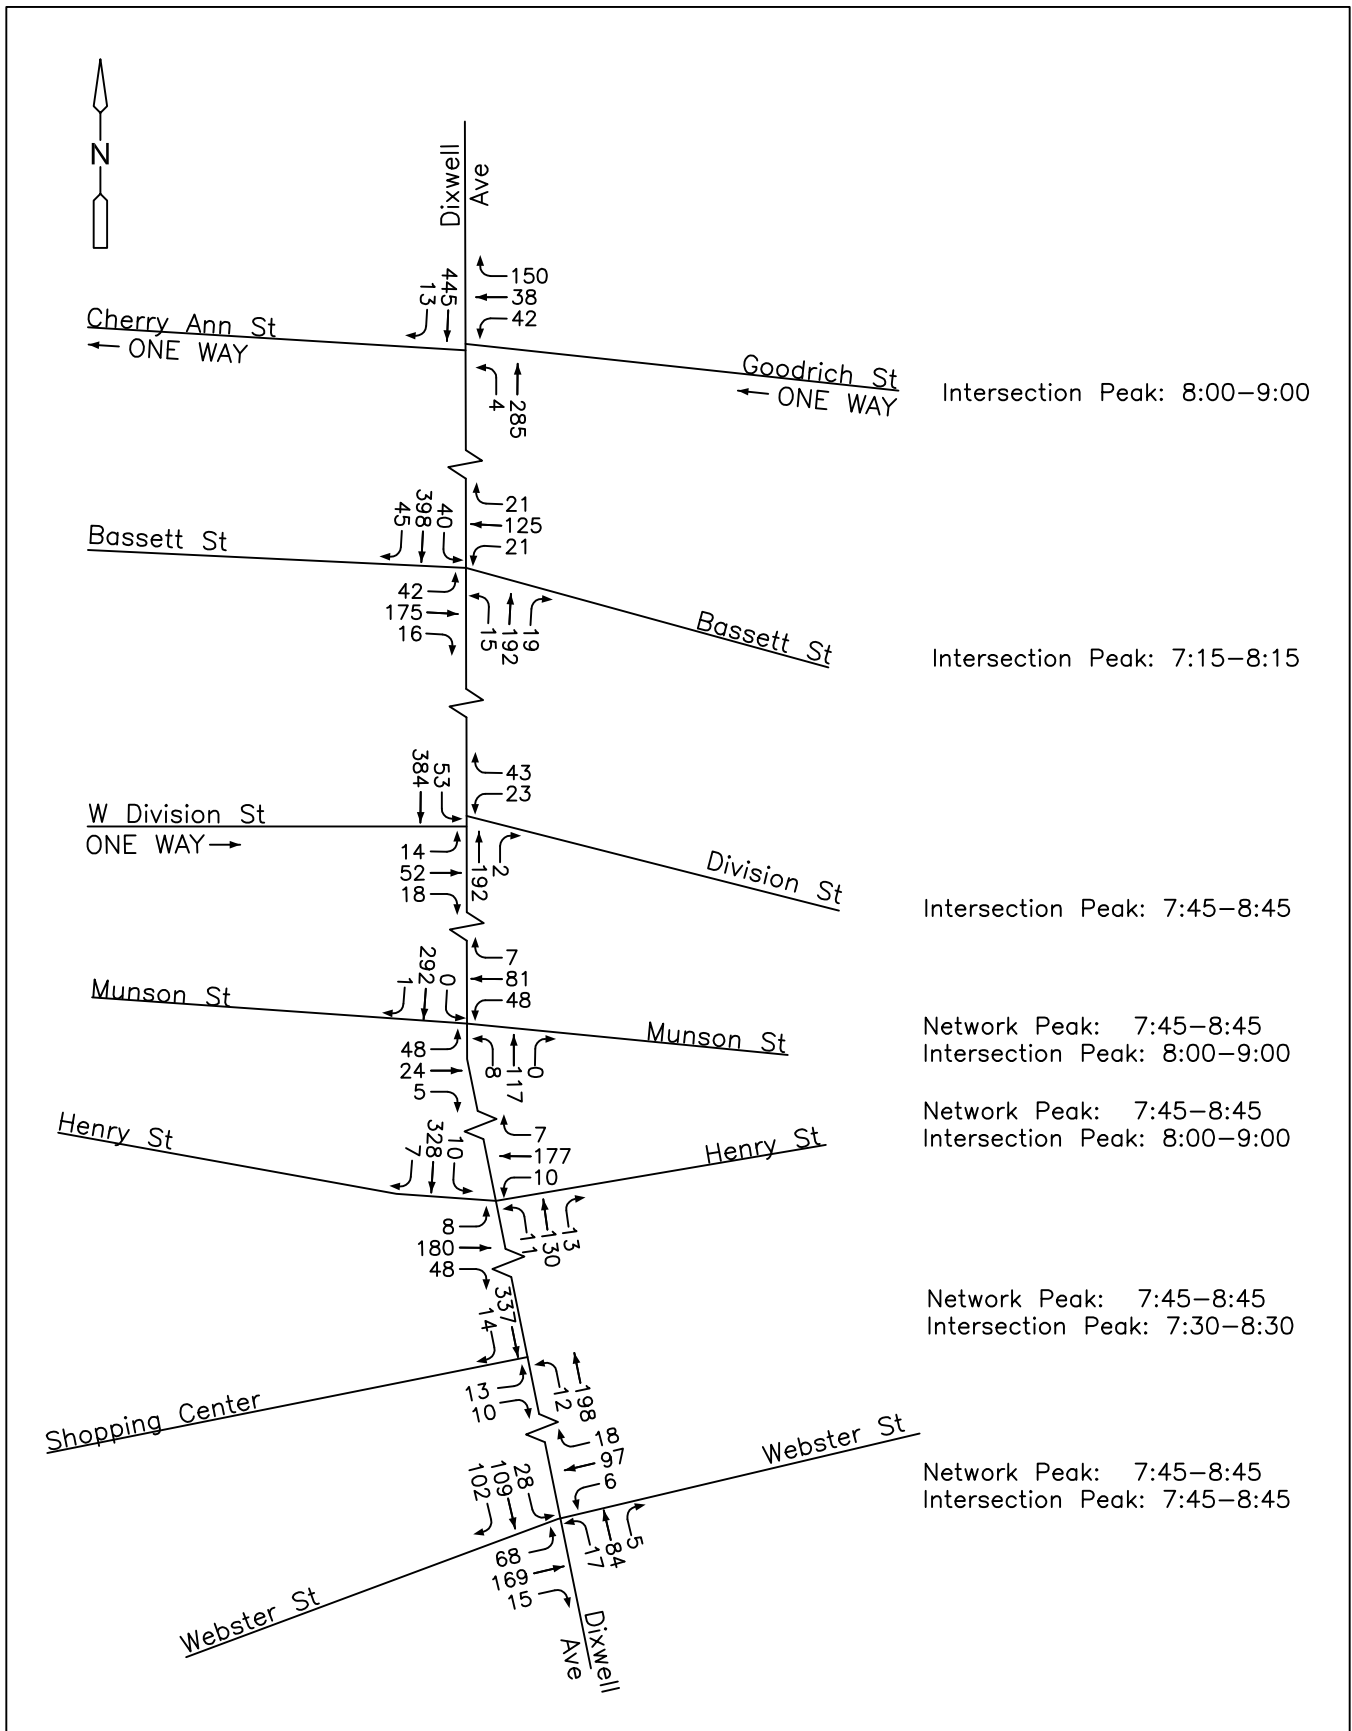 N
Dixwell
Ave
445
13
150
38
42
Cherry Ann St
ONE WAY
Goodrich St
ONE WAY
4
285
Intersection Peak: 8:00-9:00
45
398
40
21
125
21
Bassett St
42
175
16
15
192
19
Bassett St
Intersection Peak: 7:15-8:15
384
53
43
23
W Division St
ONE WAY
14
52
18
192
2
Division St
Intersection Peak: 7:45-8:45
1
292
0
7
81
48
Munson St
48
24
5
8
117
0
Munson St
Network Peak: 7:45-8:45
Intersection Peak: 8:00-9:00
Henry St
7
328
10
7
177
10
Henry St
8
180
48
11
130
13
Network Peak: 7:45-8:45
Intersection Peak: 8:00-9:00
14
337
Shopping Center
13
10
12
198
Network Peak: 7:45-8:45
Intersection Peak: 7:30-8:30
102
109
28
18
97
6
Webster St
68
169
15
17
84
5
Webster St
Network Peak: 7:45-8:45
Intersection Peak: 7:45-8:45
Dixwell
Ave